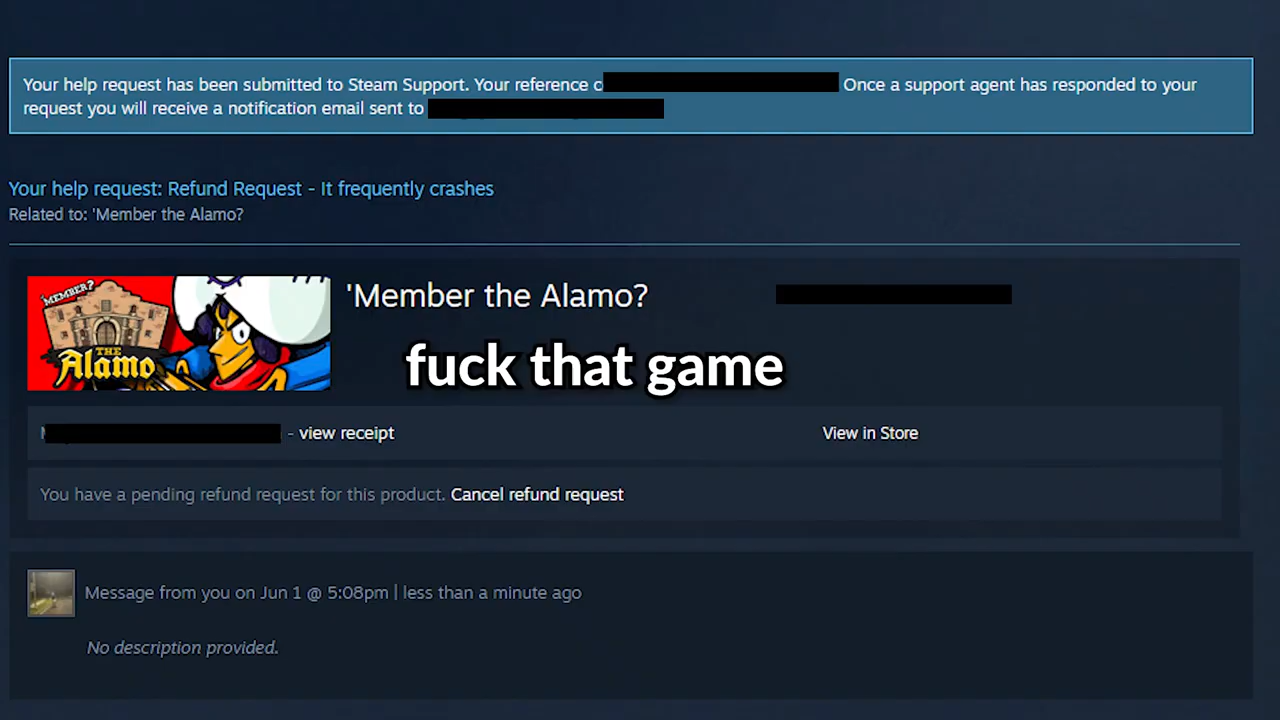 Your help request has been submitted to Steam Support. Your reference c Once a support agent has responded to your
request you will receive a notification email sent to
Your help request: Refund Request - It frequently crashes
Related to: 'Member the Alamo?
'MEMBER?
THE
Alamo
'Member the Alamo?
fuck that game
- view receipt
View in Store
You have a pending refund request for this product. Cancel refund request
Message from you on Jun 1 @ 5:08pm | less than a minute ago
No description provided.